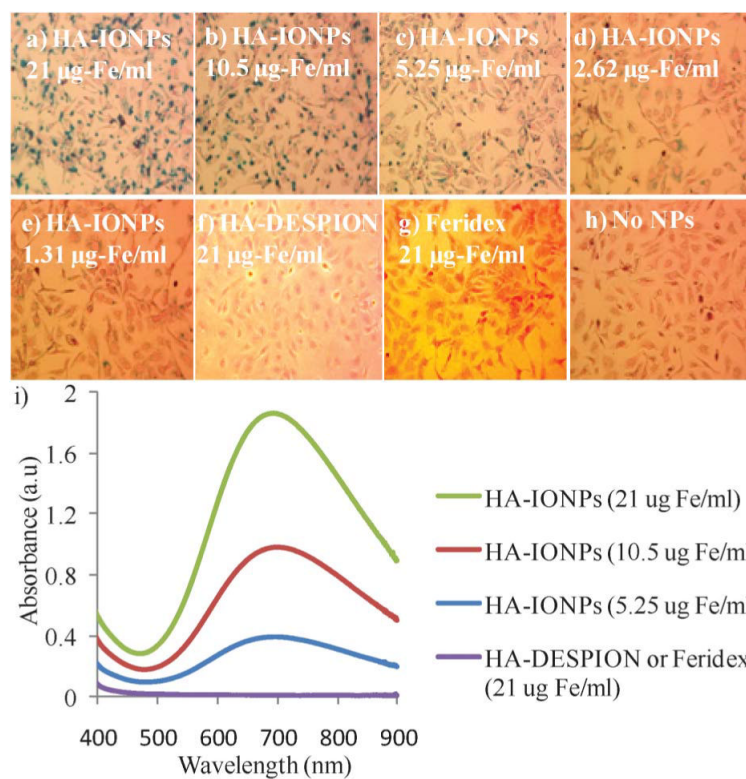 a) HA-IONPs
21 µg-Fe/ml
b) HA-IONPs
10.5 µg-Fe/ml
c) HA-IONPs
5.25 µg-Fe/ml
d) HA-IONPs
2.62 µg-Fe/ml
e) HA-IONPs
1.31 µg-Fe/ml
f) HA-DESPION
21 µg-Fe/ml
g) Feridex
21 µg-Fe/ml
h) No NPs
i)
2
1.6
1.2
0.8
0.4
0
Absorbance (a.u)
400 500 600 700 800 900
Wavelength (nm)
HA-IONPs (21 ug Fe/ml)
HA-IONPs (10.5 ug Fe/m
HA-IONPs (5.25 ug Fe/m
HA-DESPION or Feridex
(21 ug Fe/ml)